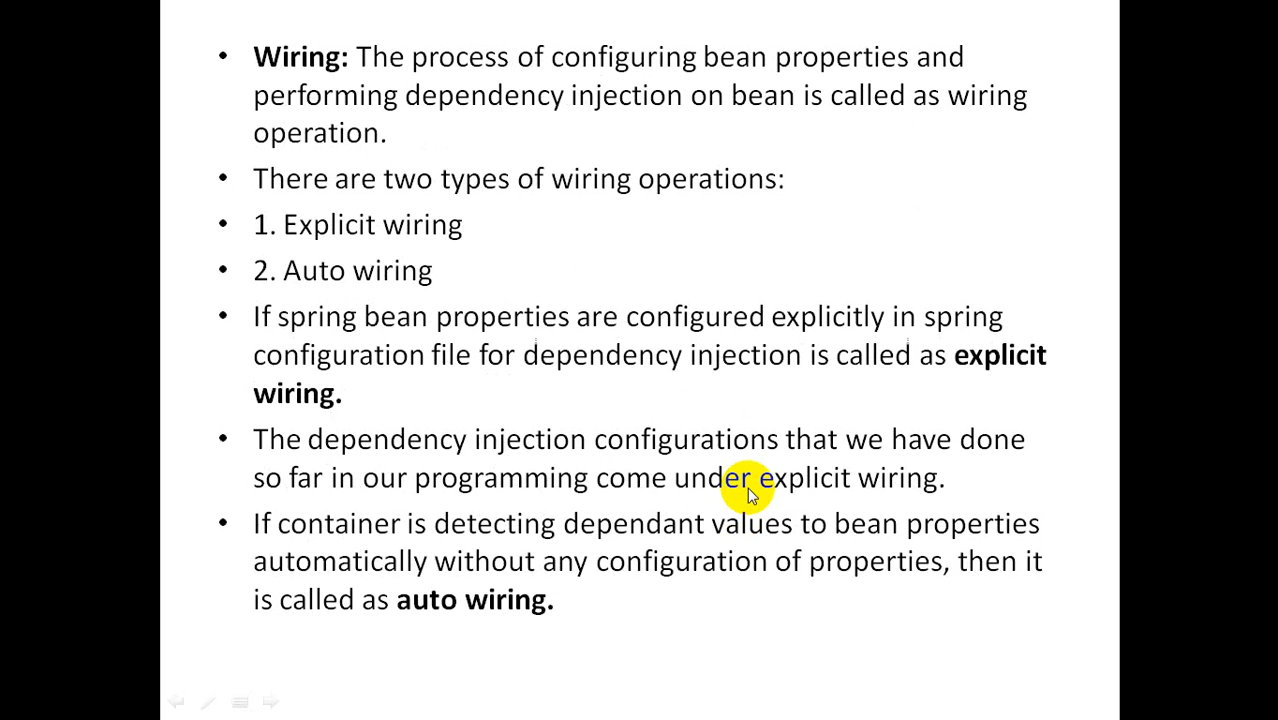 • Wiring: The process of configuring bean properties and
performing dependency injection on bean is called as wiring
operation.
• There are two types of wiring operations:
• 1. Explicit wiring
• 2. Auto wiring
• If spring bean properties are configured explicitly in spring
configuration file for dependency injection is called as explicit
wiring.
• The dependency injection configurations that we have done
so far in our programming come under explicit wiring.
• If container is detecting dependant values to bean properties
automatically without any configuration of properties, then it
is called as auto wiring.